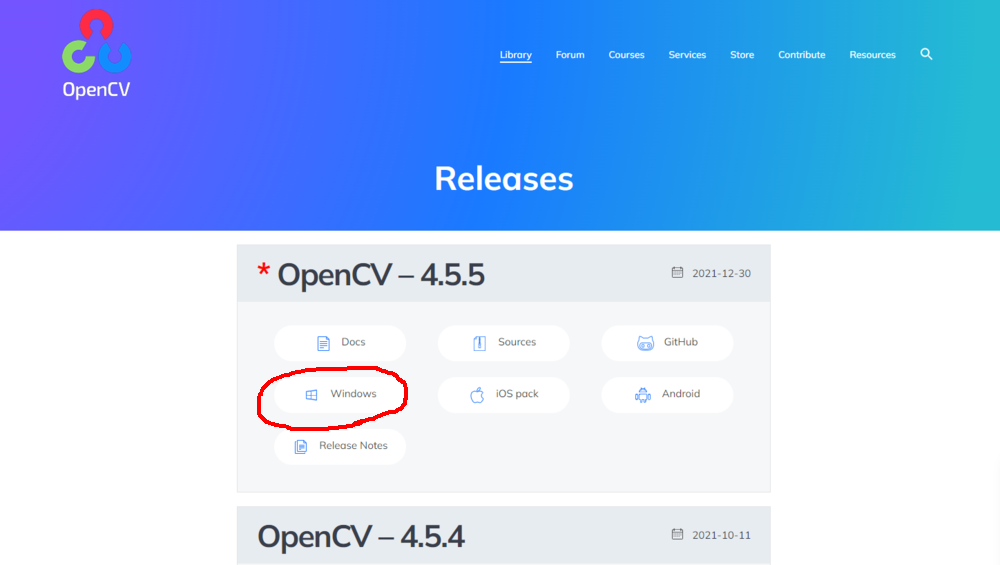 OpenCV
Library Forum Courses Services Store Contribute Resources
Releases
* OpenCV – 4.5.5 2021-12-30
Docs Sources GitHub
Windows iOS pack Android
Release Notes
OpenCV – 4.5.4 2021-10-11